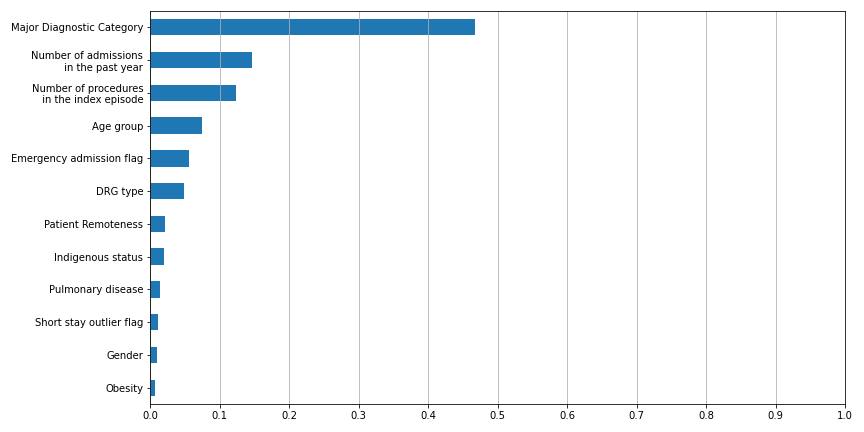 Major Diagnostic Category
Number of admissions
in the past year
Number of procedures
in the index episode
Age group
Emergency admission flag
DRG type
Patient Remoteness
Indigenous status
Pulmonary disease
Short stay outlier flag
Gender
Obesity
0.0 0.1 0.2 0.3 0.4 0.5 0.6 0.7 0.8 0.9 1.0